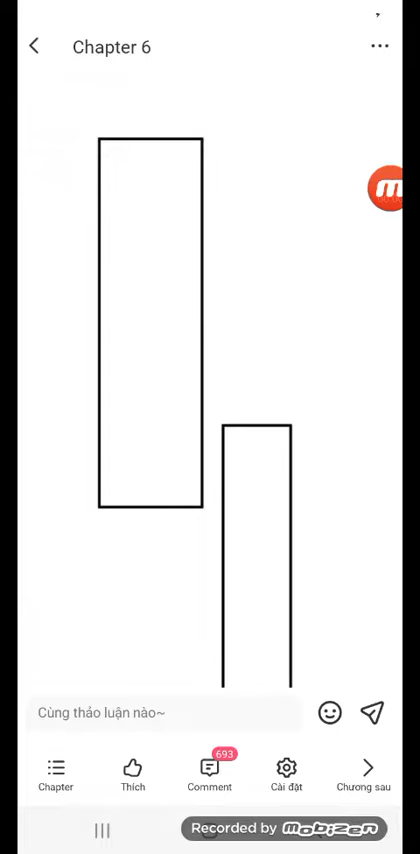 Chapter 6
Cùng thảo luận nào~
693
Chapter
Thích
Comment
Cài đặt
Chương sau
Recorded by mobizen